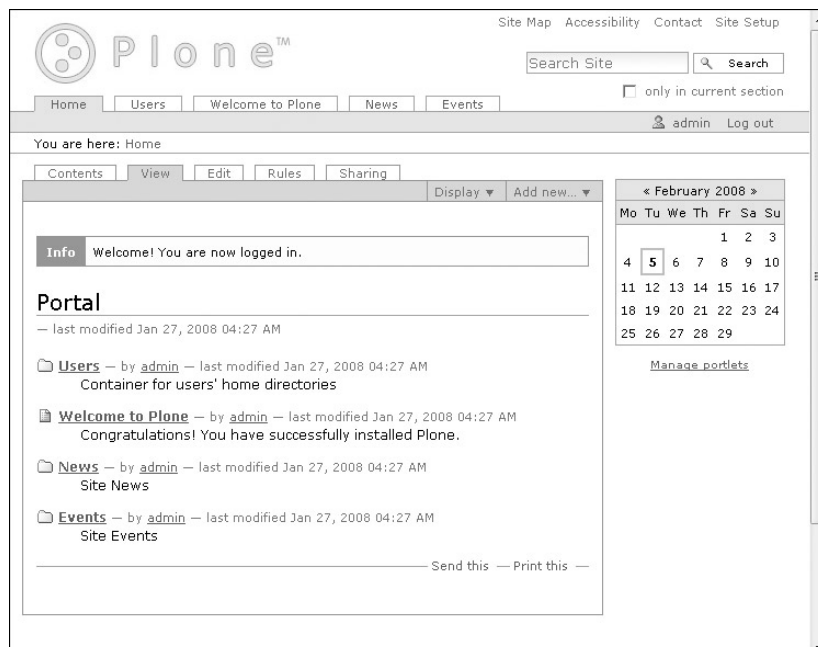 Site Map Accessibility Contact Site Setup
Plone™
Search Site Search
only in current section
Home Users Welcome to Plone News Events
admin Log out
You are here: Home
Contents View Edit Rules Sharing
Display ▼ Add new... ▼
Info Welcome! You are now logged in.
Portal
— last modified Jan 27, 2008 04:27 AM
Users — by admin — last modified Jan 27, 2008 04:27 AM
Container for users' home directories
Welcome to Plone — by admin — last modified Jan 27, 2008 04:27 AM
Congratulations! You have successfully installed Plone.
News — by admin — last modified Jan 27, 2008 04:27 AM
Site News
Events — by admin — last modified Jan 27, 2008 04:27 AM
Site Events
Send this — Print this —
« February 2008 »
Mo Tu We Th Fr Sa Su
1 2 3
4 5 6 7 8 9 10
11 12 13 14 15 16 17
18 19 20 21 22 23 24
25 26 27 28 29
Manage portlets